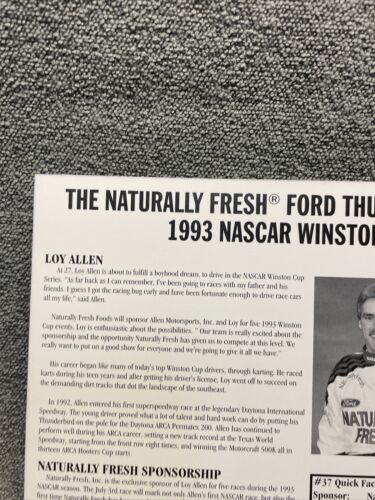 THE NATURALLY FRESH® FORD THU
1993 NASCAR WINSTO
LOY ALLEN
At 27, Loy Allen is about to fulfill a boyhood dream, to drive in the NASCAR Winston Cup
Series. "As far back as I can remember, I've been going to races with my father and his
friends. I guess I got the racing bug early and have been fortunate enough to drive race cars
all my life," said Allen.
Naturally Fresh Foods will sponsor Allen Motorsports, Inc. and Loy for five 1993 Winston
Cup events. Loy is enthusiastic about the possibilities. " Our team is really excited about the
sponsorship and the opportunity Naturally Fresh has given us to compete at this level. We
really want to put on a good show for everyone and we're going to give it all we have."
His career began like many of today's top Winston Cup drivers, through karting. He raced
karts during his teen years and after getting his driver's license, Loy went off to succeed on
the demanding dirt tracks that dot the landscape of the southeast.
In 1992, Allen entered his first superspeedway race at the legendary Daytona International
Speedway. The young driver proved what a lot of talent and hard work can do by putting his
Thunderbird on the pole for the Daytona ARCA Permatex 200. Allen has continued to
perform well during his ARCA career, setting a new track record at the Texas World
Speedway, starting from the front row eight times, and winning the Motorcraft 500K all in
thirteen ARCA Hooters Cup starts.
NATURALLY FRESH SPONSORSHIP
Naturally Fresh, Inc. is the exclusive sponsor of Loy Allen for five races during the 1993
NASCAR season. The July 3rd race will mark not only Allen's first NASCAR race, but also the
first time Naturally Fresh has
Ford
NATU
FRES
#37 Quick Fac
Sponsor: N